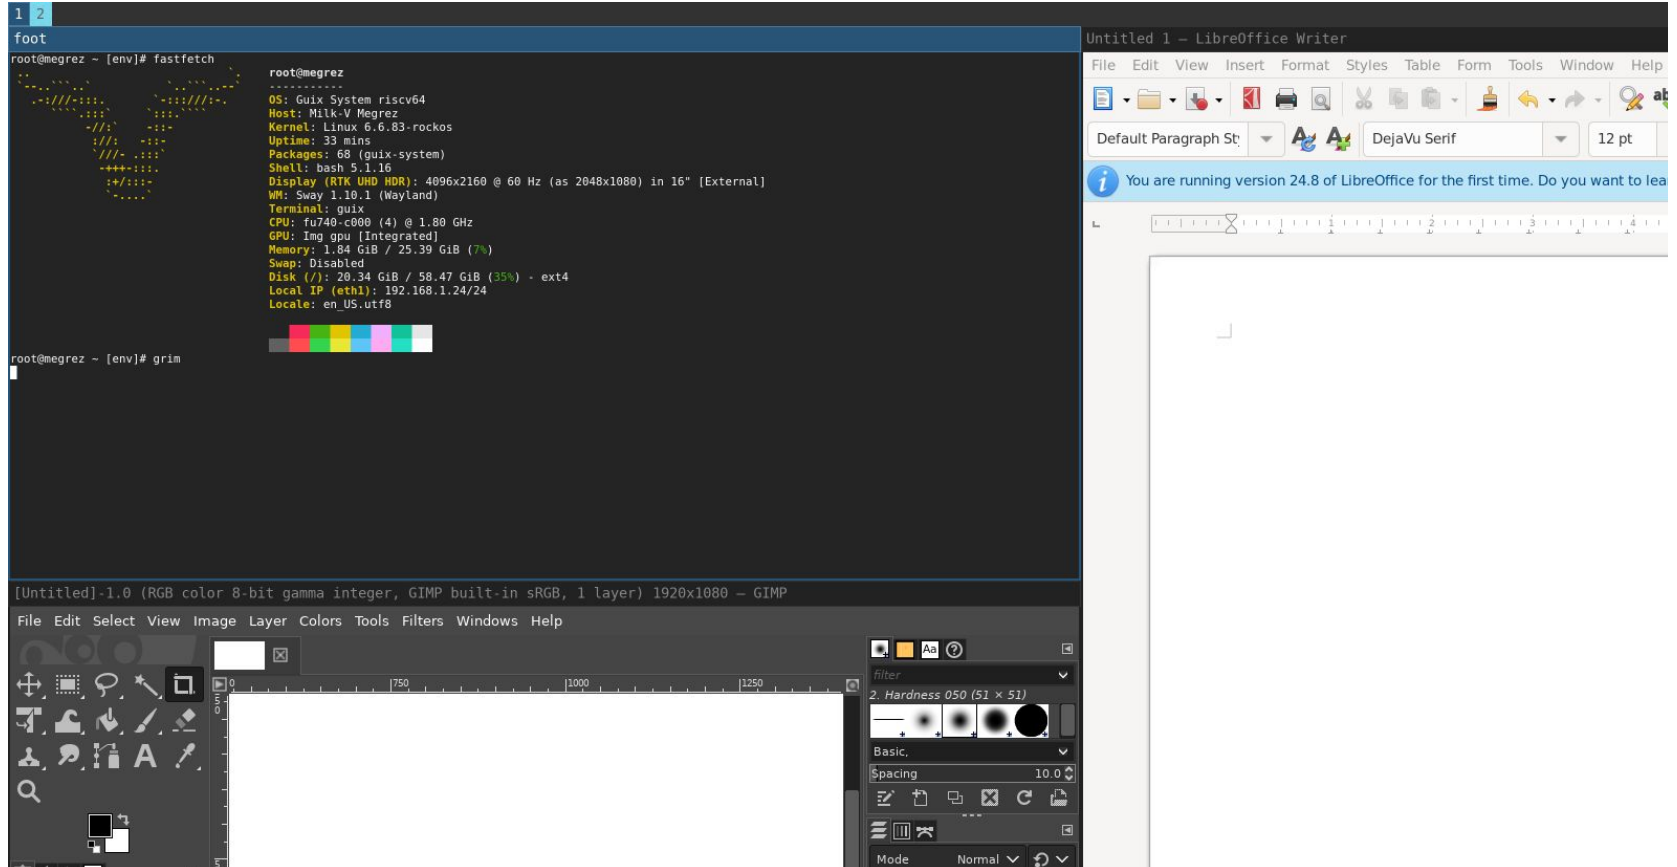 1 2
foot
root@megrez ~ [env]# fastfetch
root@megrez
-----------
OS: Guix System riscv64
Host: Milk-V Megrez
Kernel: Linux 6.6.83-rockos
Uptime: 33 mins
Packages: 68 (guix-system)
Shell: bash 5.1.16
Display (RTK UHD HDR): 4096x2160 @ 60 Hz (as 2048x1080) in 16" [External]
WM: Sway 1.10.1 (Wayland)
Terminal: guix
CPU: fu740-c000 (4) @ 1.80 GHz
GPU: Img gpu [Integrated]
Memory: 1.84 GiB / 25.39 GiB (7%)
Swap: Disabled
Disk (/): 20.34 GiB / 58.47 GiB (35%) - ext4
Local IP (eth1): 192.168.1.24/24
Locale: en_US.utf8
root@megrez ~ [env]# grim
Untitled 1 — LibreOffice Writer
File Edit View Insert Format Styles Table Form Tools Window Help
Default Paragraph Sty DejaVu Serif 12 pt
You are running version 24.8 of LibreOffice for the first time. Do you want to lea
1 2 3 4
[Untitled]-1.0 (RGB color 8-bit gamma integer, GIMP built-in sRGB, 1 layer) 1920x1080 — GIMP
File Edit Select View Image Layer Colors Tools Filters Windows Help
Aa
filter
750 1000 1250
2. Hardness 050 (51 × 51)
Basic,
Spacing 10.0
Mode Normal